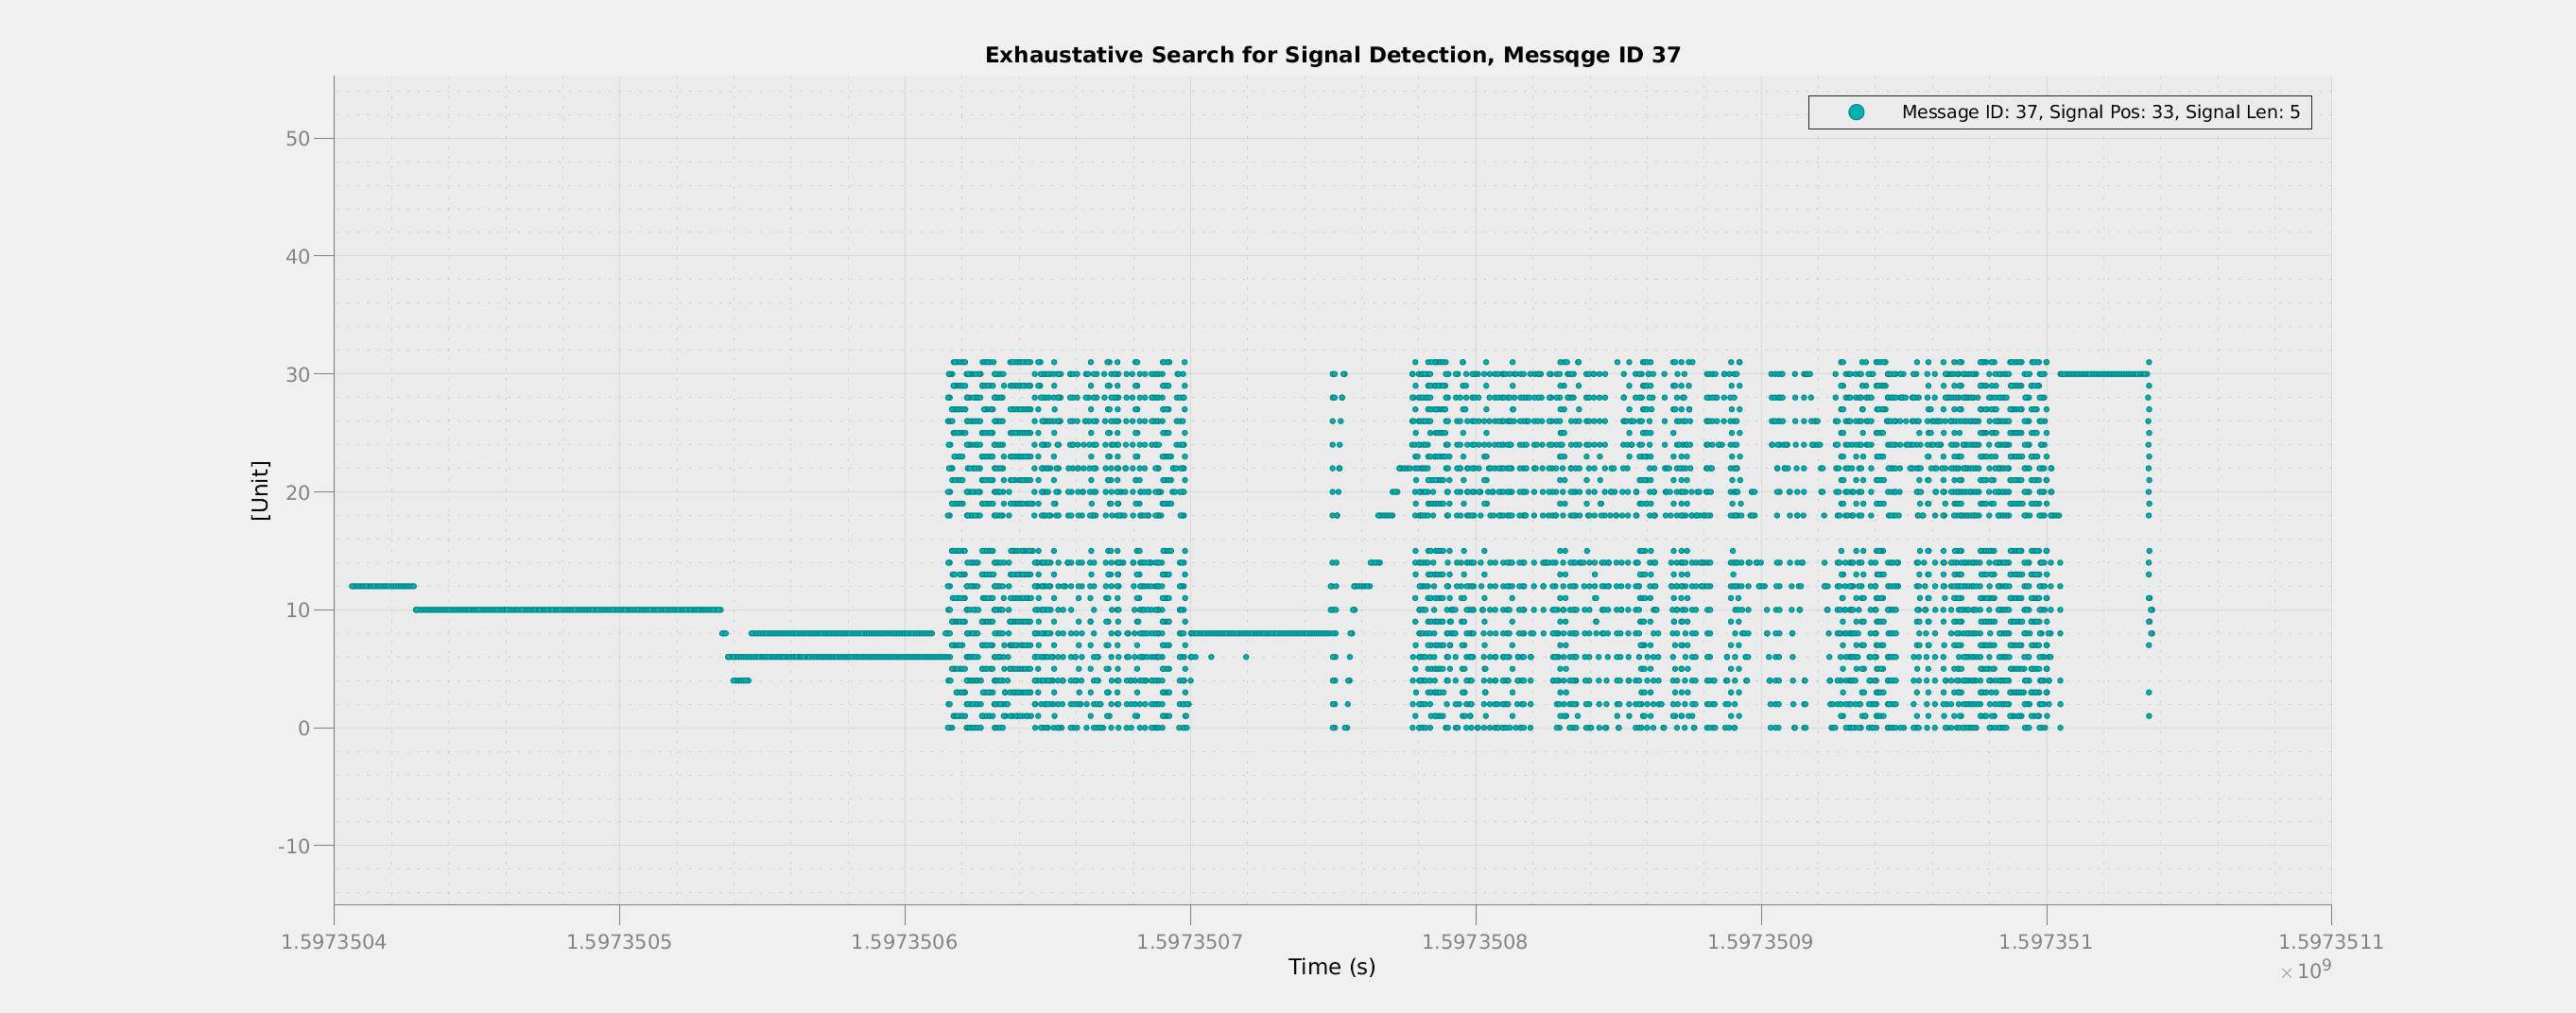 Exhaustative Search for Signal Detection, Messqge ID 37
Message ID: 37, Signal Pos: 33, Signal Len: 5
50
40
30
20
10
0
-10
[Unit]
1.5973504 1.5973505 1.5973506 1.5973507 1.5973508 1.5973509 1.597351 1.5973511
Time (s)
×10⁹